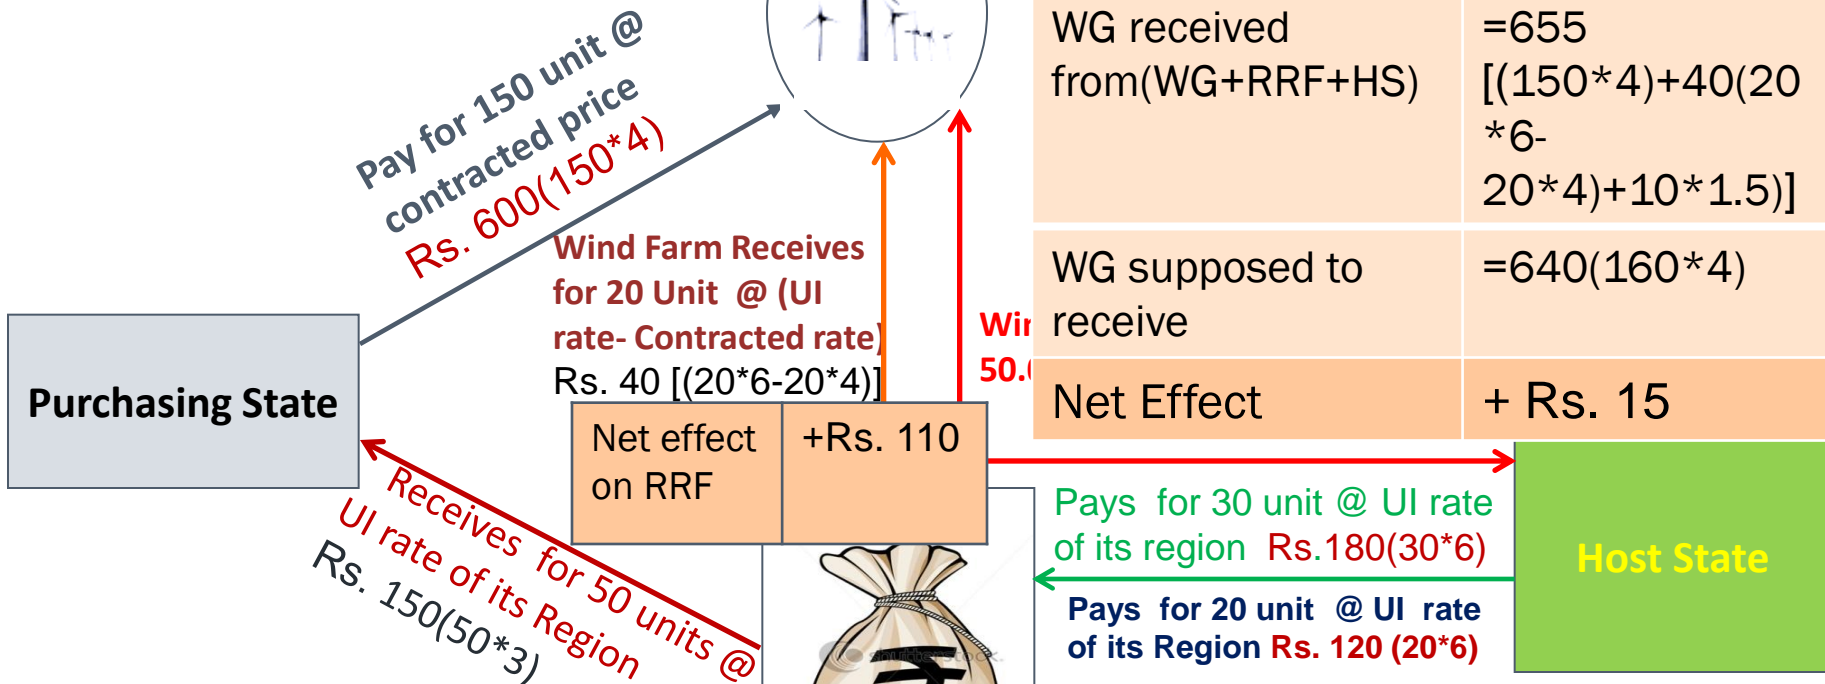 Pay for 150 unit @
contracted price
Rs. 600(150*4)
WG received
from(WG+RRF+HS)
=655
[(150*4)+40(20
*6-
20*4)+10*1.5)]
WG supposed to
receive
=640(160*4)
Net Effect
+ Rs. 15
Wind Farm Receives
for 20 Unit @ (UI
rate- Contracted rate)
Rs. 40 [(20*6-20*4)]
Purchasing State
Net effect
on RRF
+Rs. 110
Receives for 50 units @
UI rate of its Region
Rs. 150(50*3)
Pays for 30 unit @ UI rate
of its region Rs.180(30*6)
Pays for 20 unit @ UI rate
of its Region Rs. 120 (20*6)
Host State
shutterstock.